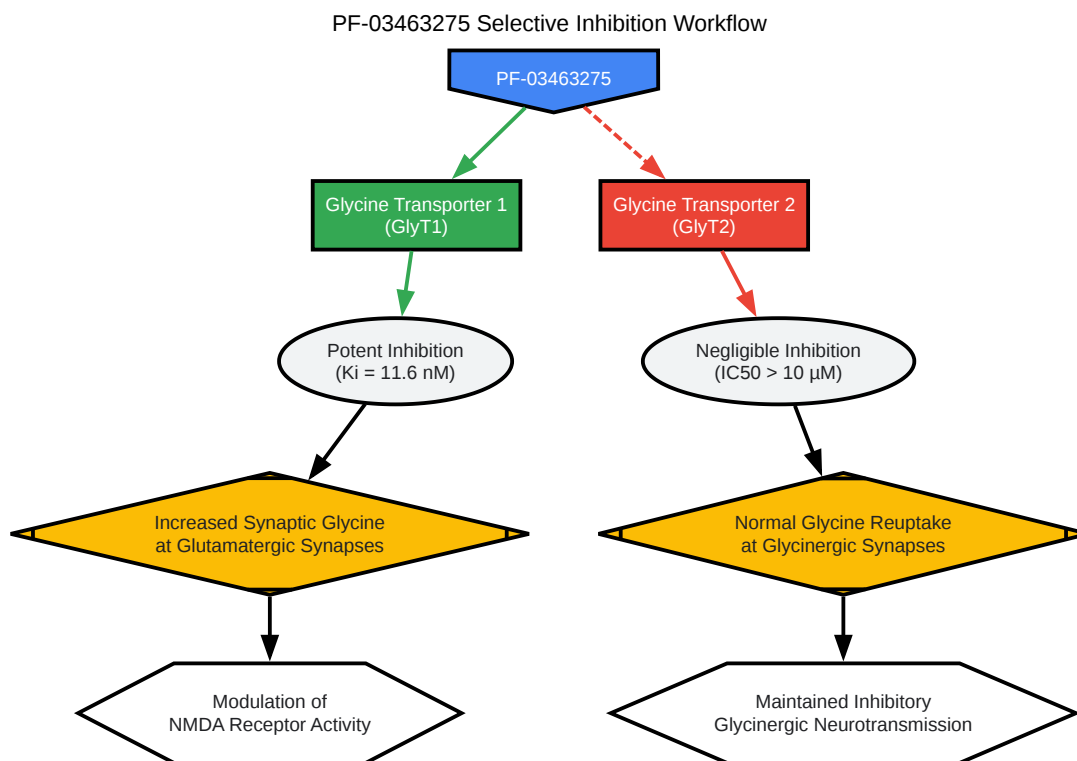 PF-03463275 Selective Inhibition Workflow
PF-03463275
Glycine Transporter 1
(GlyT1)
Glycine Transporter 2
(GlyT2)
Potent Inhibition
(Ki = 11.6 nM)
Negligible Inhibition
(IC50 > 10 µM)
Increased Synaptic Glycine
at Glutamatergic Synapses
Normal Glycine Reuptake
at Glycinergic Synapses
Modulation of
NMDA Receptor Activity
Maintained Inhibitory
Glycinergic Neurotransmission